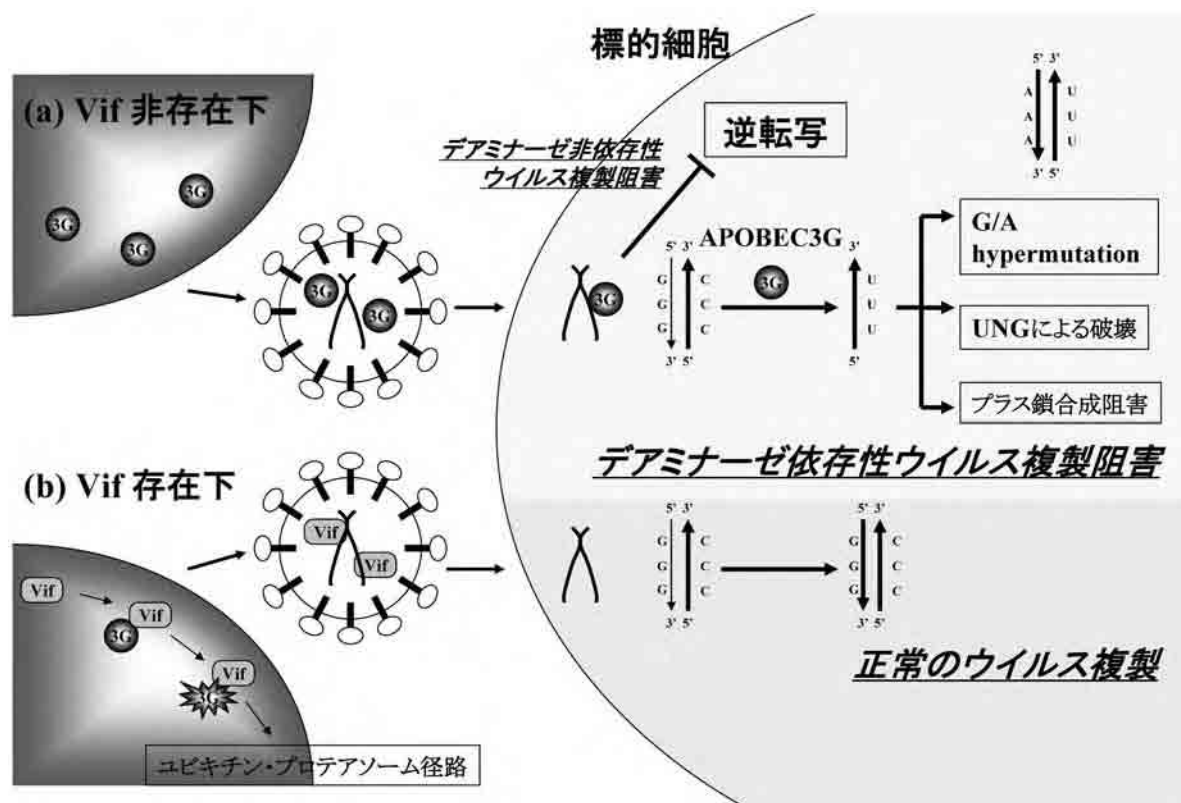 標的細胞
(a) Vif 非存在下
3G
3G
3G
デアミナーゼ非依存性
ウイルス複製阻害
逆転写
5' 3'
A U
A U
A U
3' 5'
3G
3G
3G
APOBEC3G
5' 3'
G C
G C
G C
3' 5'
3G
3'
U
U
U
5'
G/A
hypermutation
UNGによる破壊
プラス鎖合成阻害
デアミナーゼ依存性ウイルス複製阻害
(b) Vif 存在下
Vif
Vif
3G
Vif
3G
ユビキチン・プロテアソーム径路
Vif
Vif
5' 3'
G C
G C
G C
3' 5'
5' 3'
G C
G C
G C
3' 5'
正常のウイルス複製